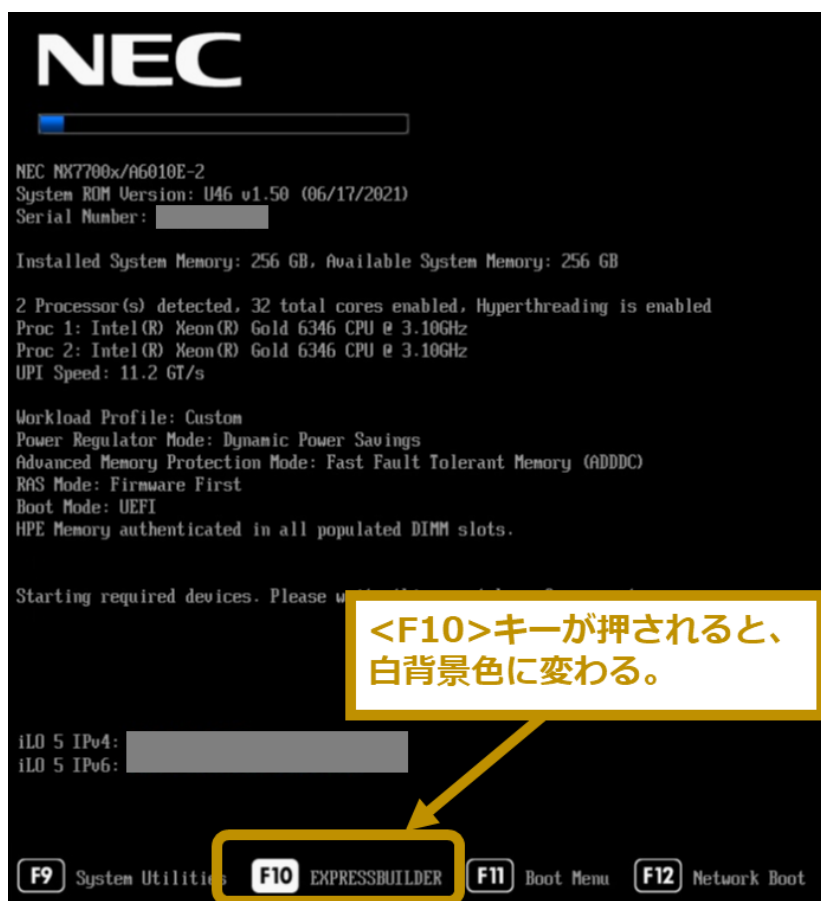 NEC
NEC NX7700x/A6010E-2
System ROM Version: U46 v1.50 (06/17/2021)
Serial Number:
Installed System Memory: 256 GB, Available System Memory: 256 GB
2 Processor(s) detected, 32 total cores enabled, Hyperthreading is enabled
Proc 1: Intel(R) Xeon(R) Gold 6346 CPU @ 3.10GHz
Proc 2: Intel(R) Xeon(R) Gold 6346 CPU @ 3.10GHz
UPI Speed: 11.2 GT/s
Workload Profile: Custom
Power Regulator Mode: Dynamic Power Savings
Advanced Memory Protection Mode: Fast Fault Tolerant Memory (ADDDC)
RAS Mode: Firmware First
Boot Mode: UEFI
HPE Memory authenticated in all populated DIMM slots.
Starting required devices. Please
<F10>キーが押されると、
白背景色に変わる。
iLO 5 IPv4:
iLO 5 IPv6:
F9 System Utilities F10 EXPRESSBUILDER F11 Boot Menu F12 Network Boot